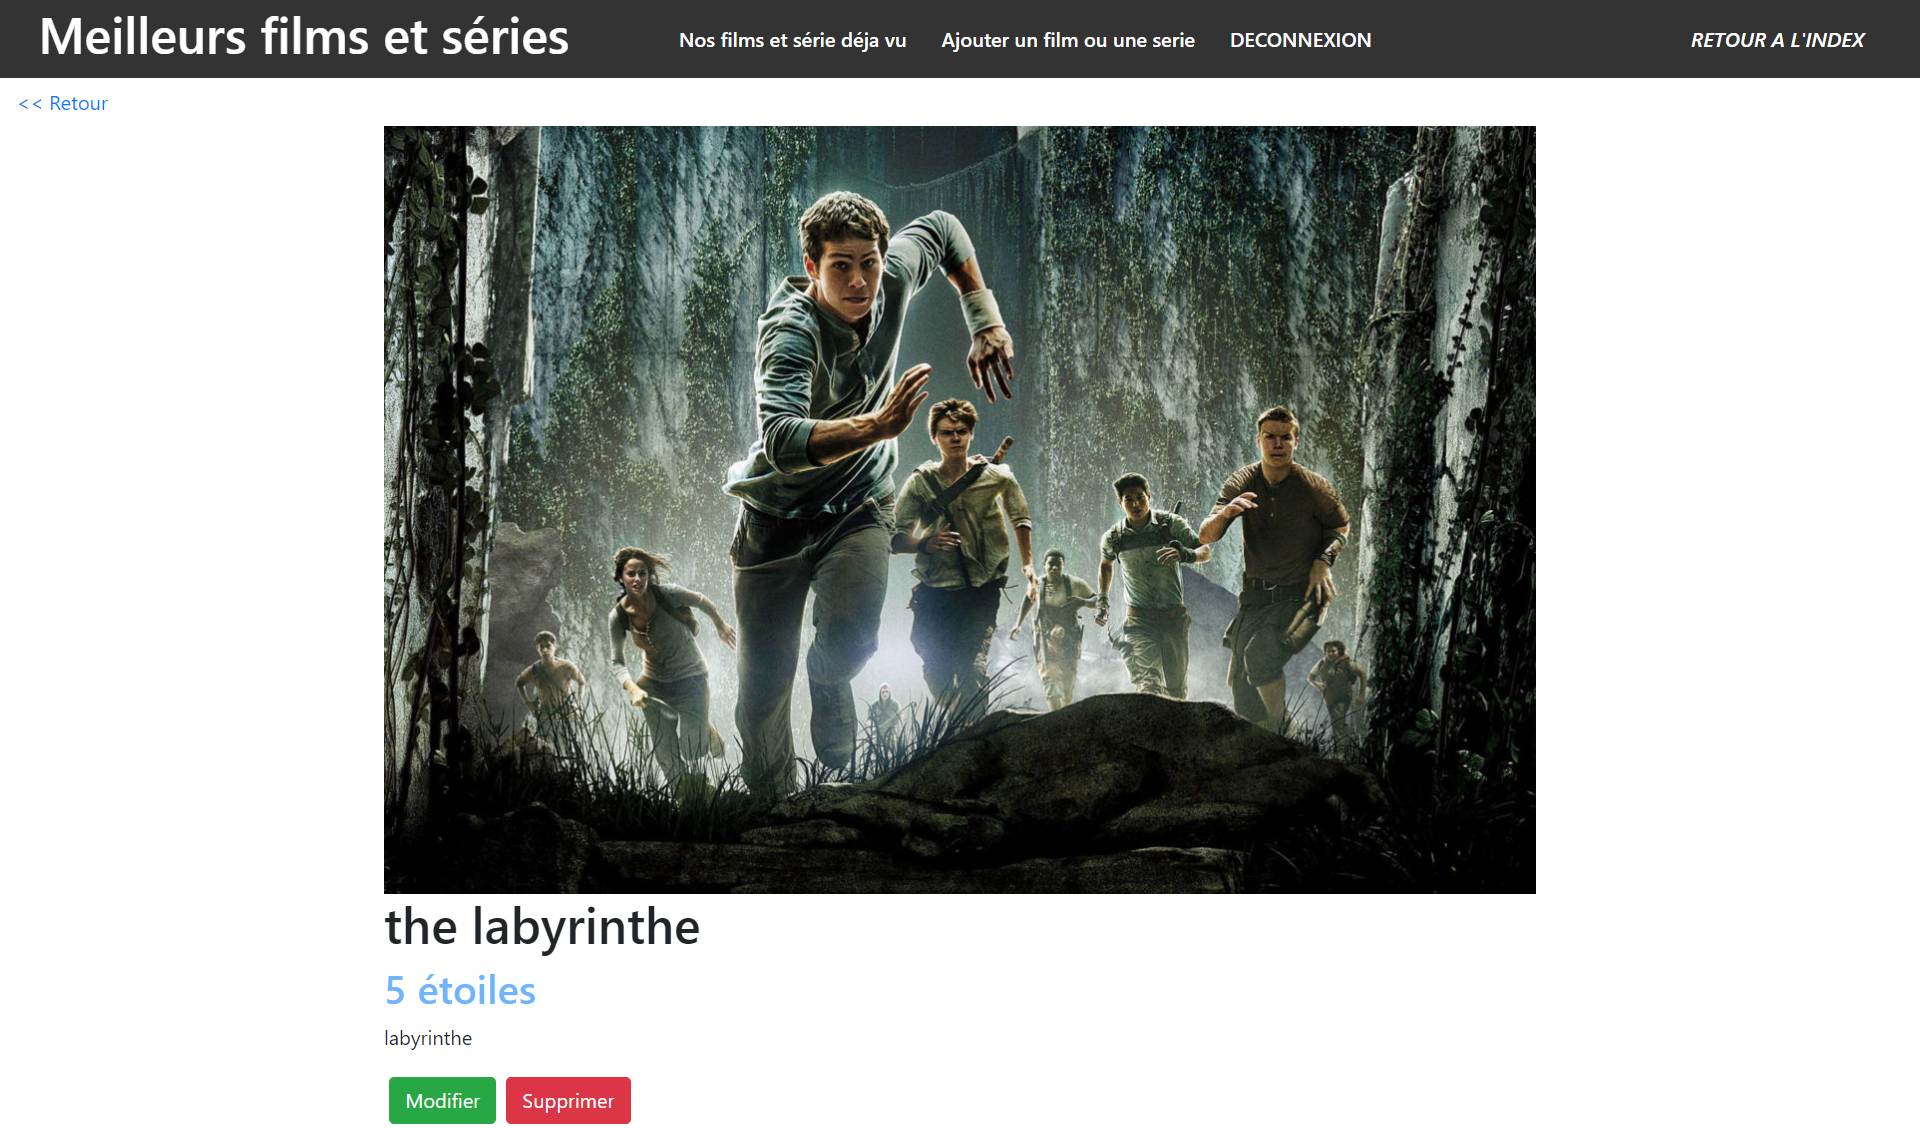 Meilleurs films et séries
Nos films et série déja vu
Ajouter un film ou une serie
DECONNEXION
RETOUR A L'INDEX
<< Retour
the labyrinthe
5 étoiles
labyrinthe
Modifier
Supprimer